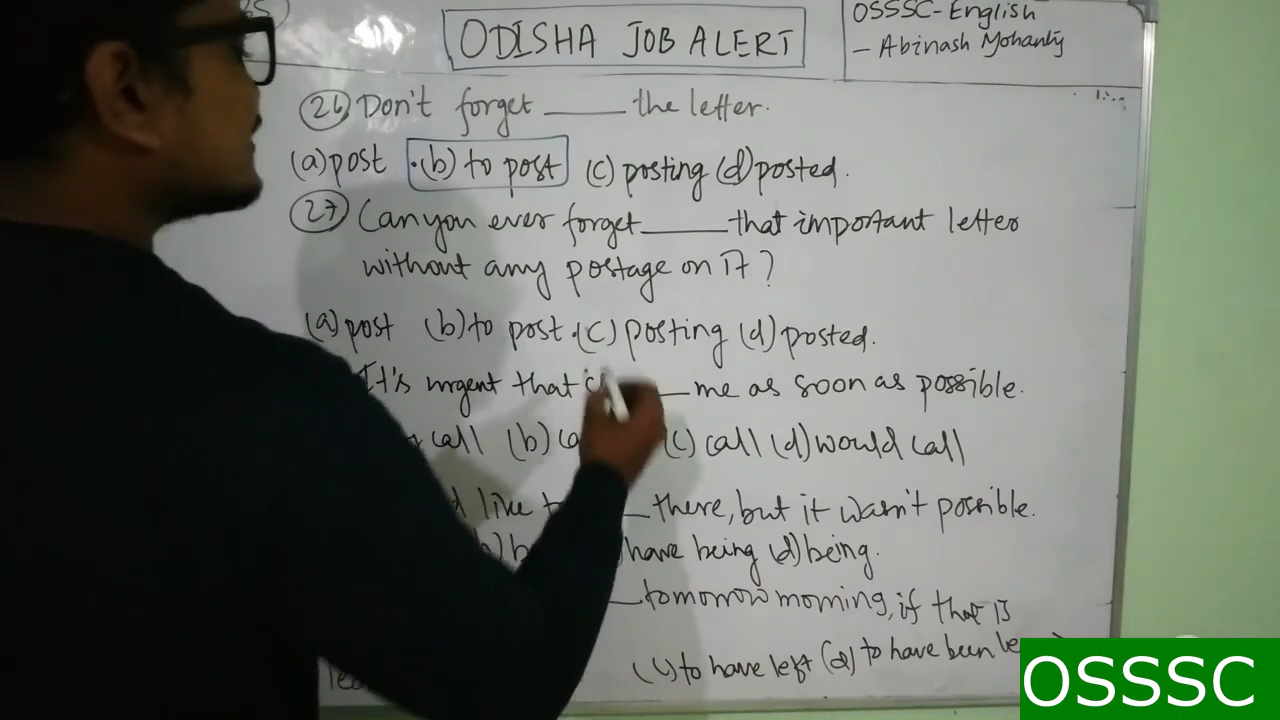 ODISHA JOB ALERT
OSSSC-English
- Abinash Mohanty
26 Don't forget ____ the letter.
(a) post (b) to post (c) posting (d) posted.
27 Can you ever forget ____ that important letter
without any postage on it?
(a) post (b) to post (c) posting (d) posted.
It's urgent that ____ me as soon as possible.
call (b) (c) call (d) would call
like ____ there, but it wasn't possible.
have being (d) being.
____ tomorrow morning, if that is
(c) to have left (d) to have been
OSSSC